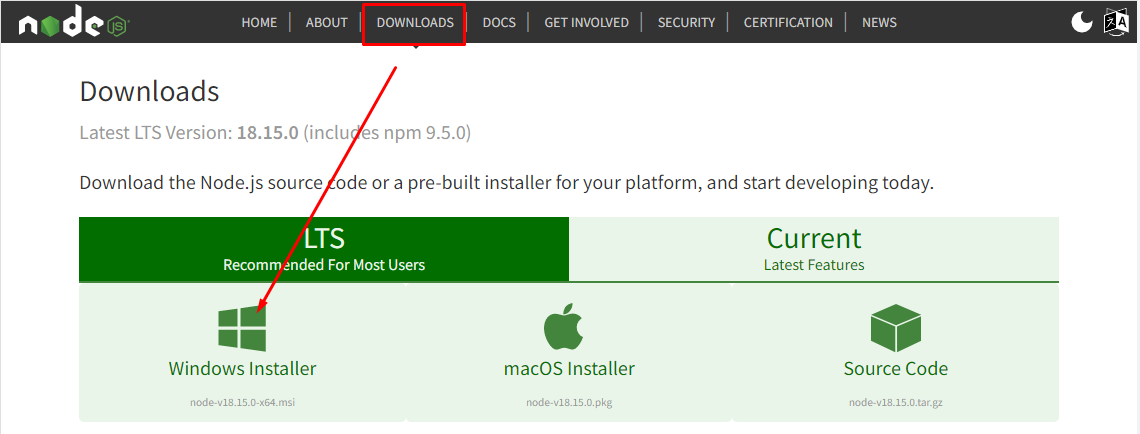 node JS
HOME ABOUT DOWNLOADS DOCS GET INVOLVED SECURITY CERTIFICATION NEWS
Downloads
Latest LTS Version: 18.15.0 (includes npm 9.5.0)
Download the Node.js source code or a pre-built installer for your platform, and start developing today.
LTS
Recommended For Most Users
Current
Latest Features
Windows Installer
node-v18.15.0-x64.msi
macOS Installer
node-v18.15.0.pkg
Source Code
node-v18.15.0.tar.gz